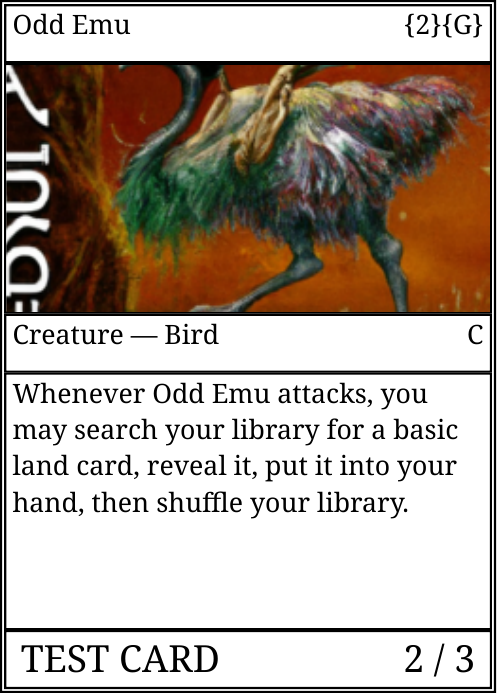 Odd Emu {2}{G}
Creature — Bird C
Whenever Odd Emu attacks, you
may search your library for a basic
land card, reveal it, put it into your
hand, then shuffle your library.
TEST CARD 2 / 3